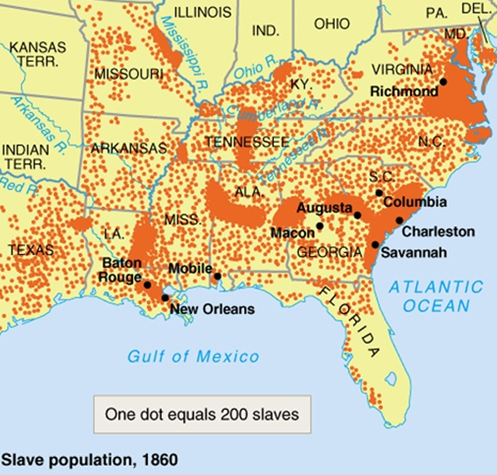 ILLINOIS
IND.
OHIO
PA.
DEL.
MD.
KANSAS
TERR.
MISSOURI
Mississippi R.
Ohio R.
KY.
VIRGINIA
Richmond
Arkansas R.
Cumberland R.
INDIAN
TERR.
ARKANSAS
TENNESSEE
Tennessee R.
N.C.
Red R.
S.C.
Columbia
ALA.
MISS.
Augusta
Charleston
Macon
GEORGIA
Savannah
TEXAS
LA.
Baton
Rouge
Mobile
New Orleans
FLORIDA
ATLANTIC
OCEAN
Gulf of Mexico
One dot equals 200 slaves
Slave population, 1860